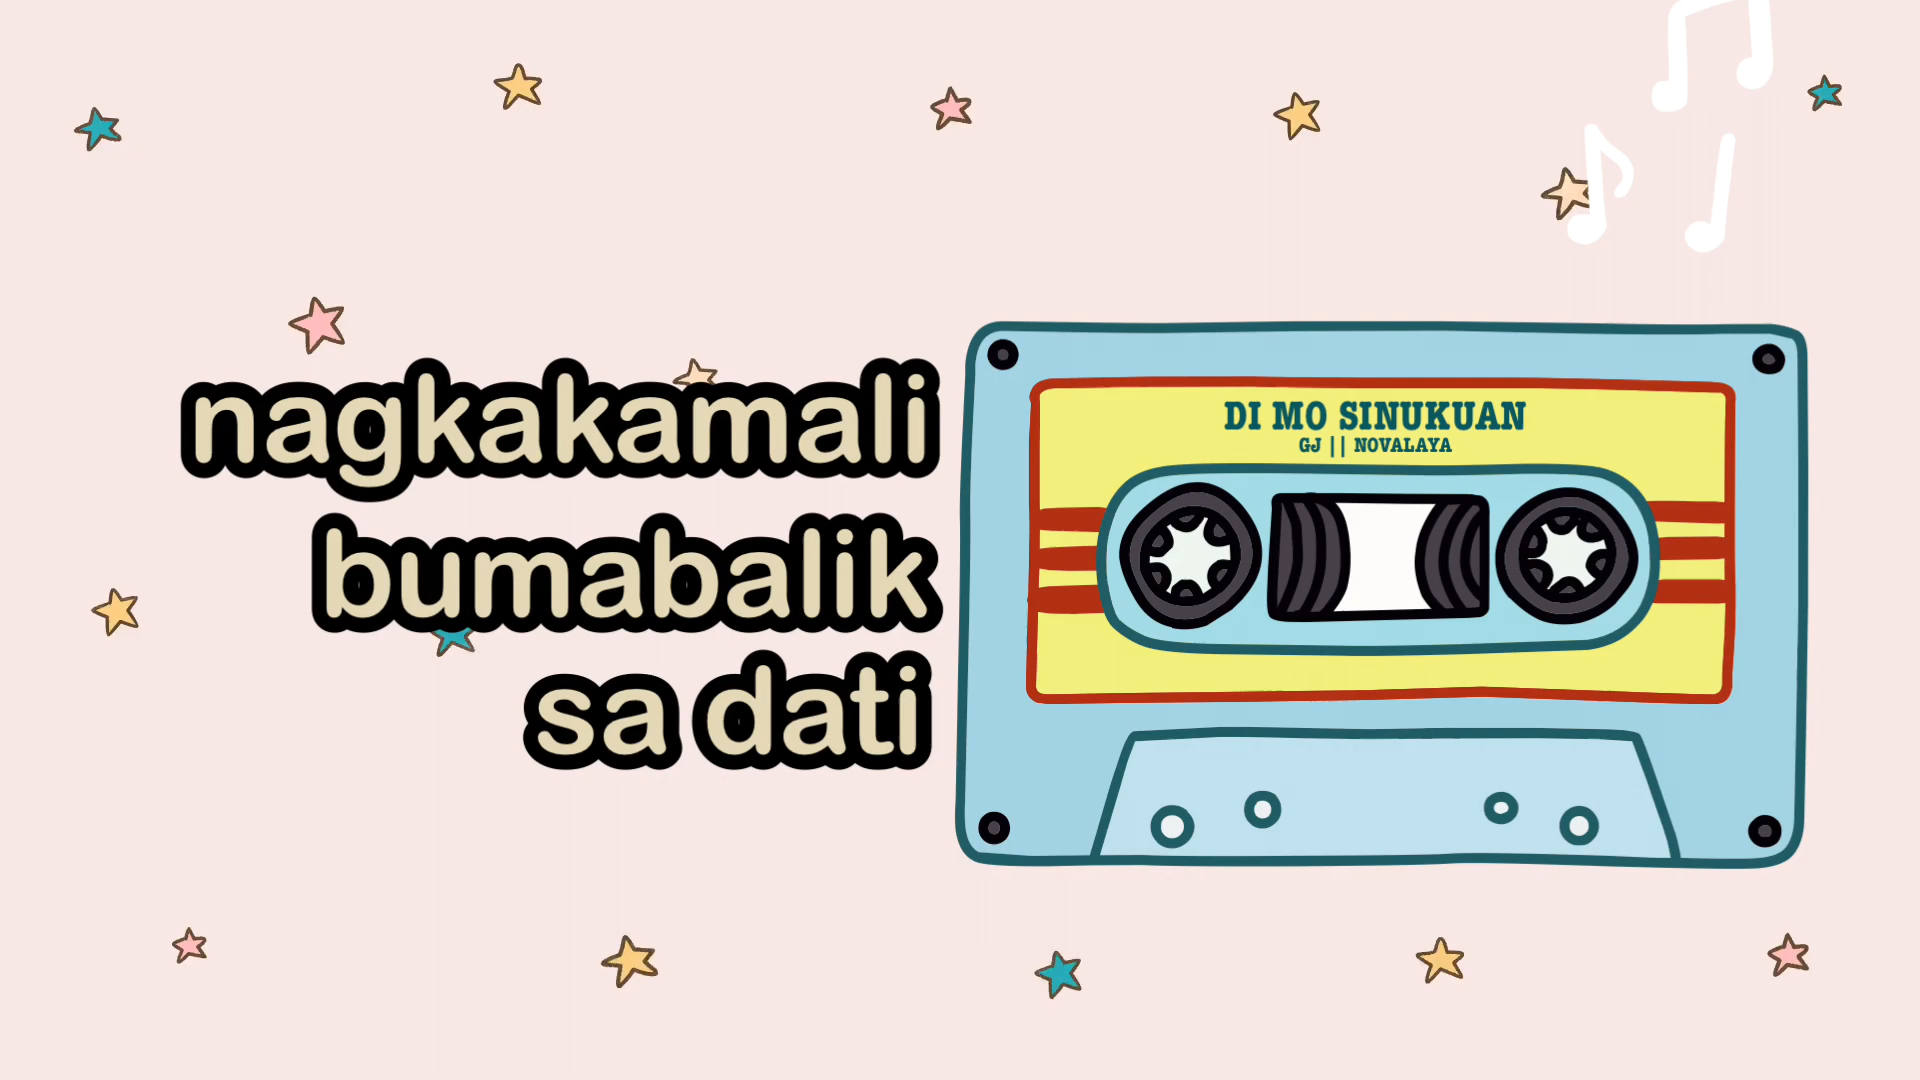 nagkakamali
bumabalik
sa dati
DI MO SINUKUAN
GJ || NOVALAYA